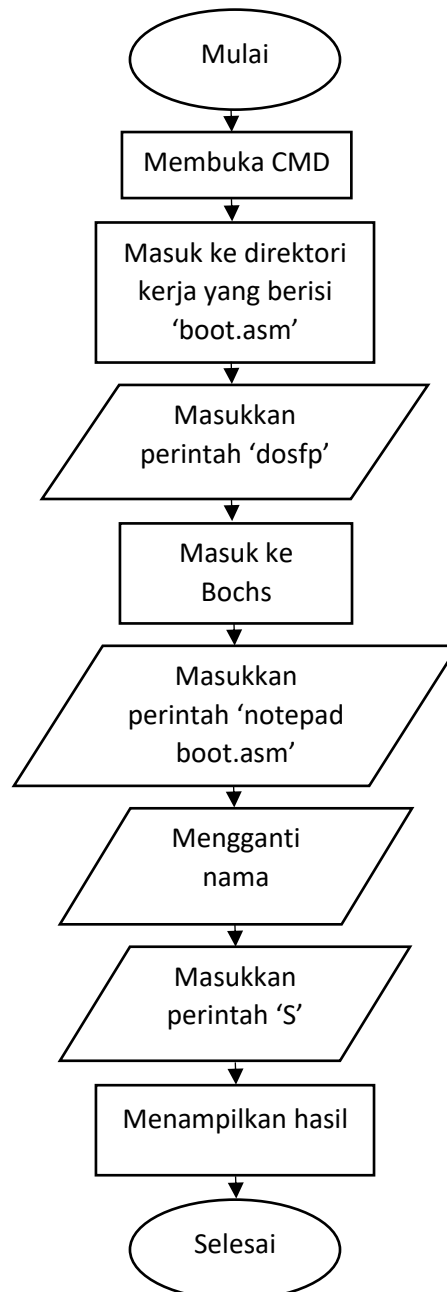 Mulai
Membuka CMD
Masuk ke direktori
kerja yang berisi
‘boot.asm’
Masukkan
perintah ‘dosfp’
Masuk ke
Bochs
Masukkan
perintah ‘notepad
boot.asm’
Mengganti
nama
Masukkan
perintah ‘S’
Menampilkan hasil
Selesai